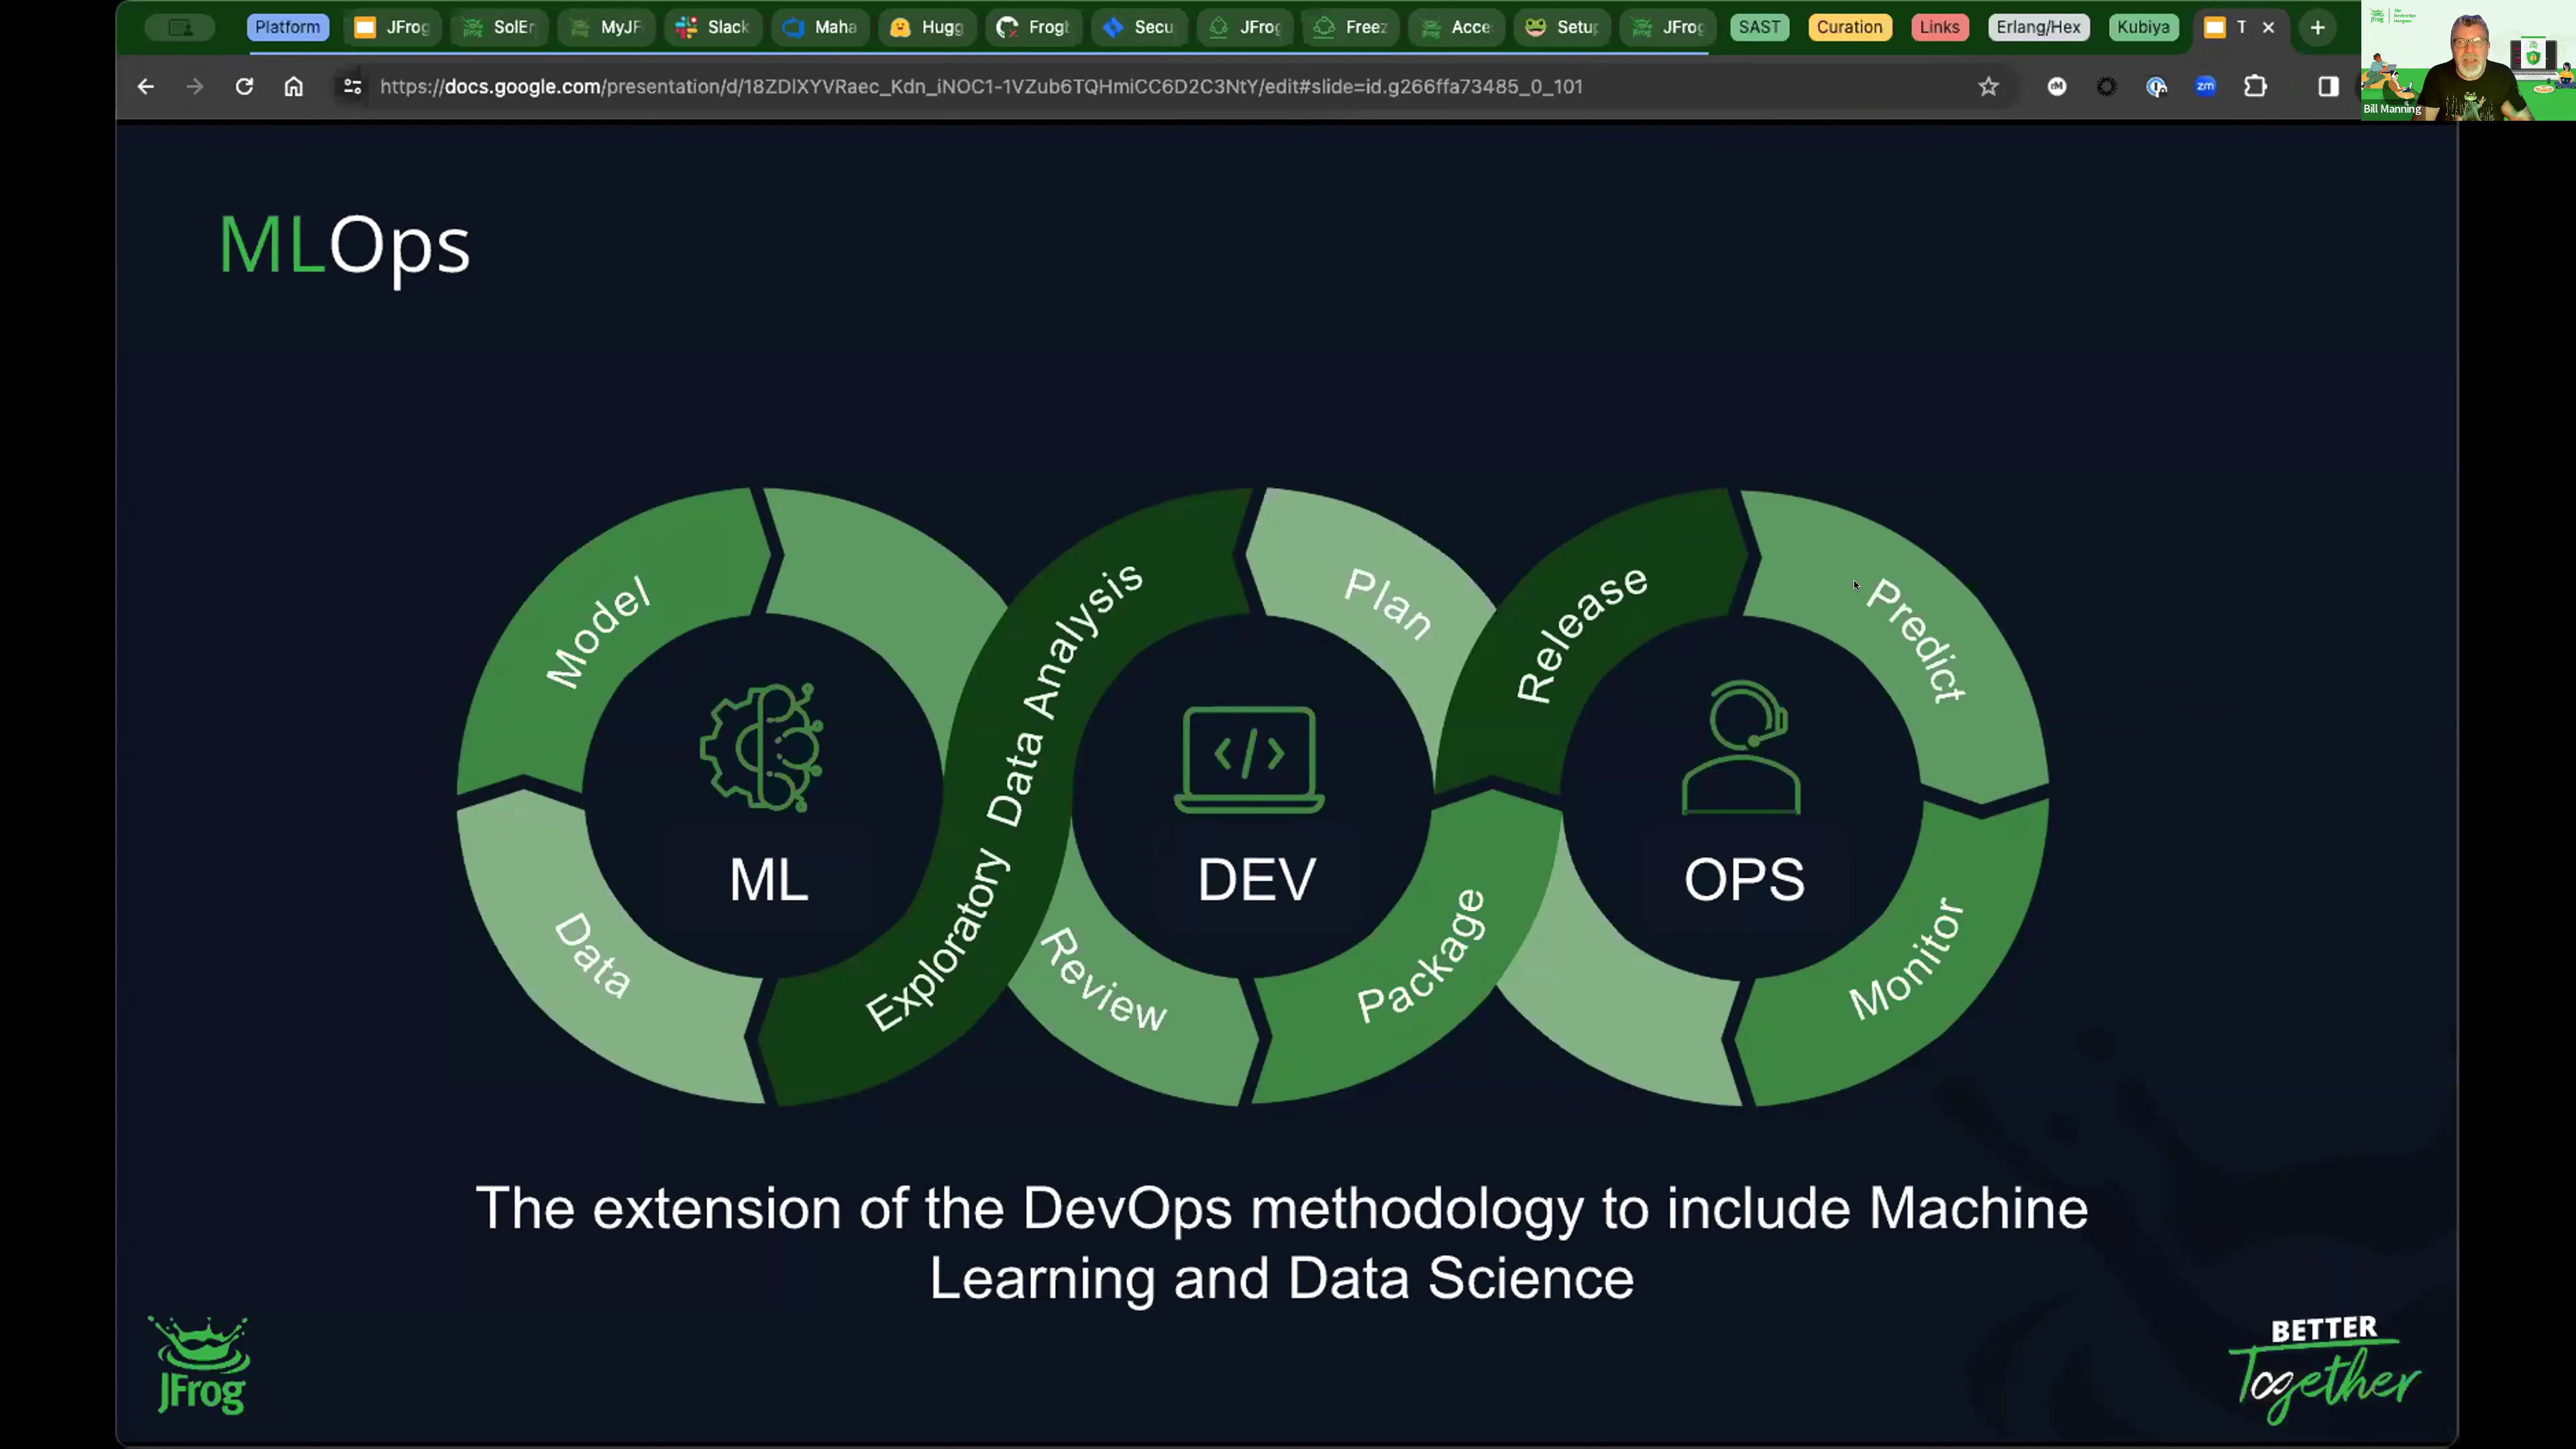 Platform
JFrog
SolEr
MyJF
Slack
Maha
Hugg
Frogb
Secu
JFrog
Freez
Acce
Setup
JFrog
SAST
Curation
Links
Erlang/Hex
Kubiya
T
https://docs.google.com/presentation/d/18ZDlXYVRaec_Kdn_iNOC1-1VZub6TQHmiCC6D2C3NtY/edit#slide=id.g266ffa73485_0_101
zm
Bill Manning
MLOps
Model
Data
Exploratory Data Analysis
Plan
Review
Package
Release
Predict
Monitor
ML
DEV
OPS
The extension of the DevOps methodology to include Machine
Learning and Data Science
JFrog
BETTER
Together